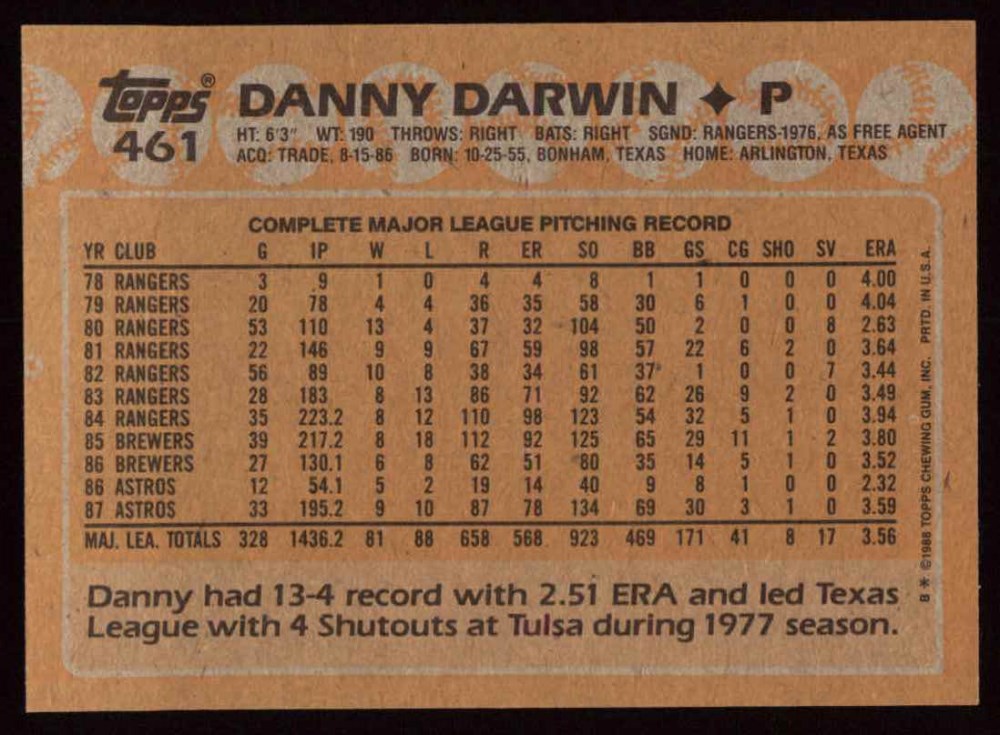 topps® DANNY DARWIN ✦ P
461
HT: 6'3" WT: 190 THROWS: RIGHT BATS: RIGHT SGND: RANGERS-1976, AS FREE AGENT
ACQ: TRADE, 8-15-86 BORN: 10-25-55, BONHAM, TEXAS HOME: ARLINGTON, TEXAS
COMPLETE MAJOR LEAGUE PITCHING RECORD
YR CLUB G IP W L R ER SO BB GS CG SHO SV ERA
78 RANGERS 3 9 1 0 4 4 8 1 1 0 0 0 4.00
79 RANGERS 20 78 4 4 36 35 58 30 6 1 0 0 4.04
80 RANGERS 53 110 13 4 37 32 104 50 2 0 0 8 2.63
81 RANGERS 22 146 9 9 67 59 98 57 22 6 2 0 3.64
82 RANGERS 56 89 10 8 38 34 61 37 1 0 0 7 3.44
83 RANGERS 28 183 8 13 86 71 92 62 26 9 2 0 3.49
84 RANGERS 35 223.2 8 12 110 98 123 54 32 5 1 0 3.94
85 BREWERS 39 217.2 8 18 112 92 125 65 29 11 1 2 3.80
86 BREWERS 27 130.1 6 8 62 51 80 35 14 5 1 0 3.52
86 ASTROS 12 54.1 5 2 19 14 40 9 8 1 0 0 2.32
87 ASTROS 33 195.2 9 10 87 78 134 69 30 3 1 0 3.59
MAJ. LEA. TOTALS 328 1436.2 81 88 658 568 923 469 171 41 8 17 3.56
Danny had 13-4 record with 2.51 ERA and led Texas
League with 4 Shutouts at Tulsa during 1977 season.
8 * ©1988 TOPPS CHEWING GUM, INC. PRTD. IN U.S.A.